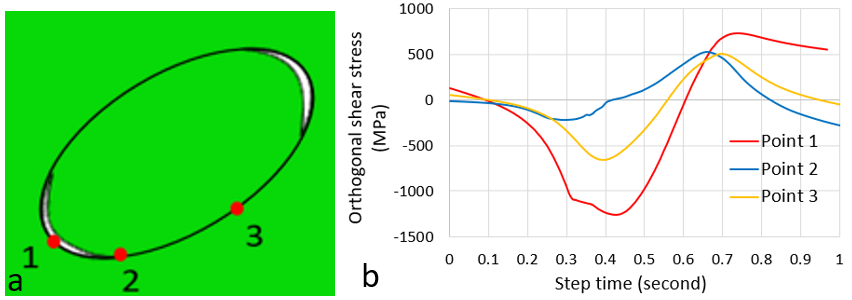 1
2
3
a
b
Orthogonal shear stress
(MPa)
1000
500
0
-500
-1000
-1500
0 0.1 0.2 0.3 0.4 0.5 0.6 0.7 0.8 0.9 1
Step time (second)
Point 1
Point 2
Point 3